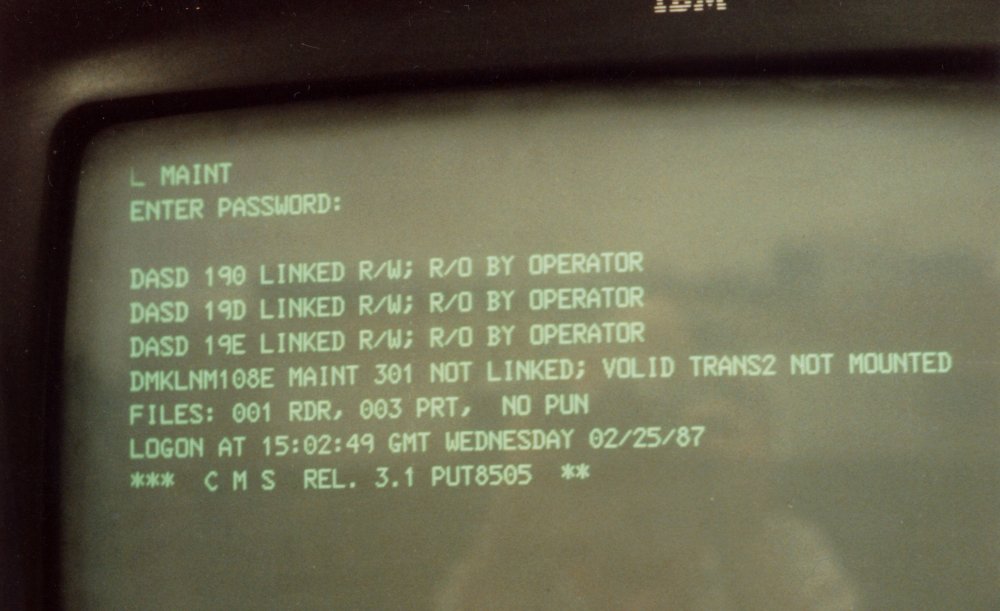 IBM
L MAINT
ENTER PASSWORD:
DASD 190 LINKED R/W; R/O BY OPERATOR
DASD 19D LINKED R/W; R/O BY OPERATOR
DASD 19E LINKED R/W; R/O BY OPERATOR
DMKLNM108E MAINT 301 NOT LINKED; VOLID TRANS2 NOT MOUNTED
FILES: 001 RDR, 003 PRT,  NO PUN
LOGON AT 15:02:49 GMT WEDNESDAY 02/25/87
***  C M S  REL. 3.1 PUT8505  **